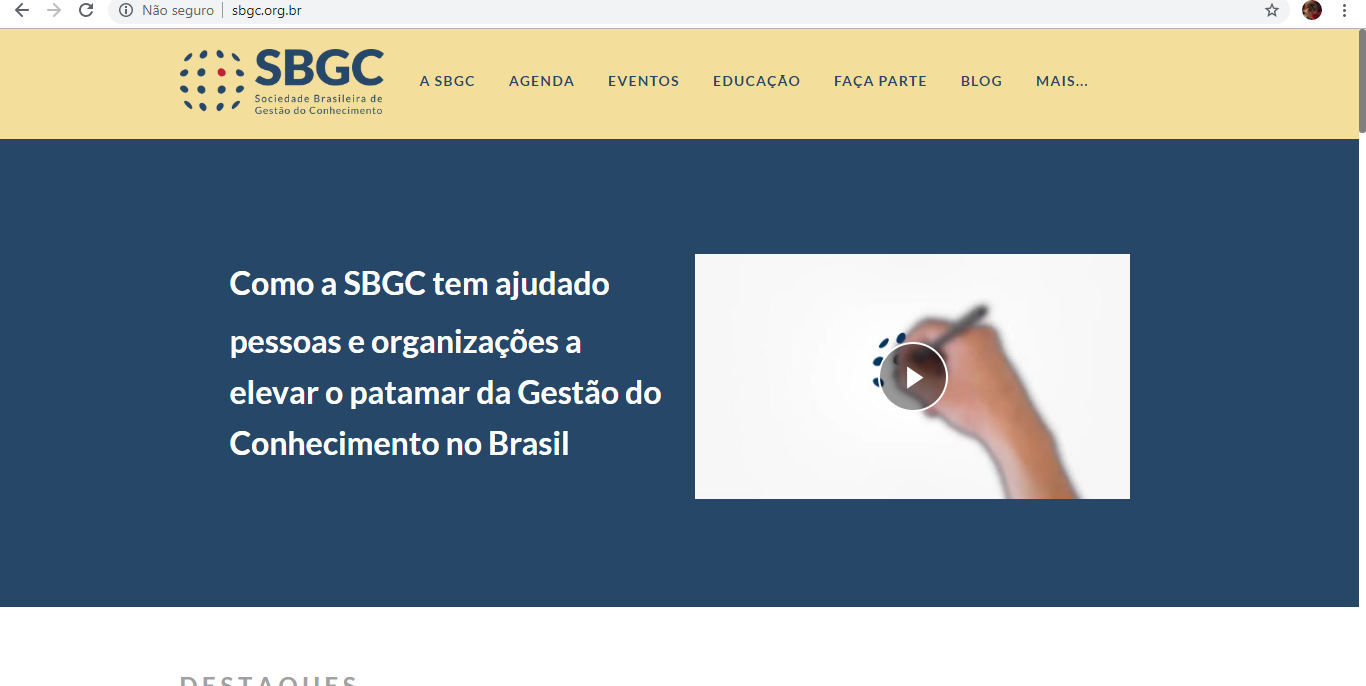 Não seguro
sbgc.org.br
SBGC
Sociedade Brasileira de
Gestão do Conhecimento
A SBGC
AGENDA
EVENTOS
EDUCAÇÃO
FAÇA PARTE
BLOG
MAIS...
Como a SBGC tem ajudado
pessoas e organizações a
elevar o patamar da Gestão do
Conhecimento no Brasil
DESTAQUES